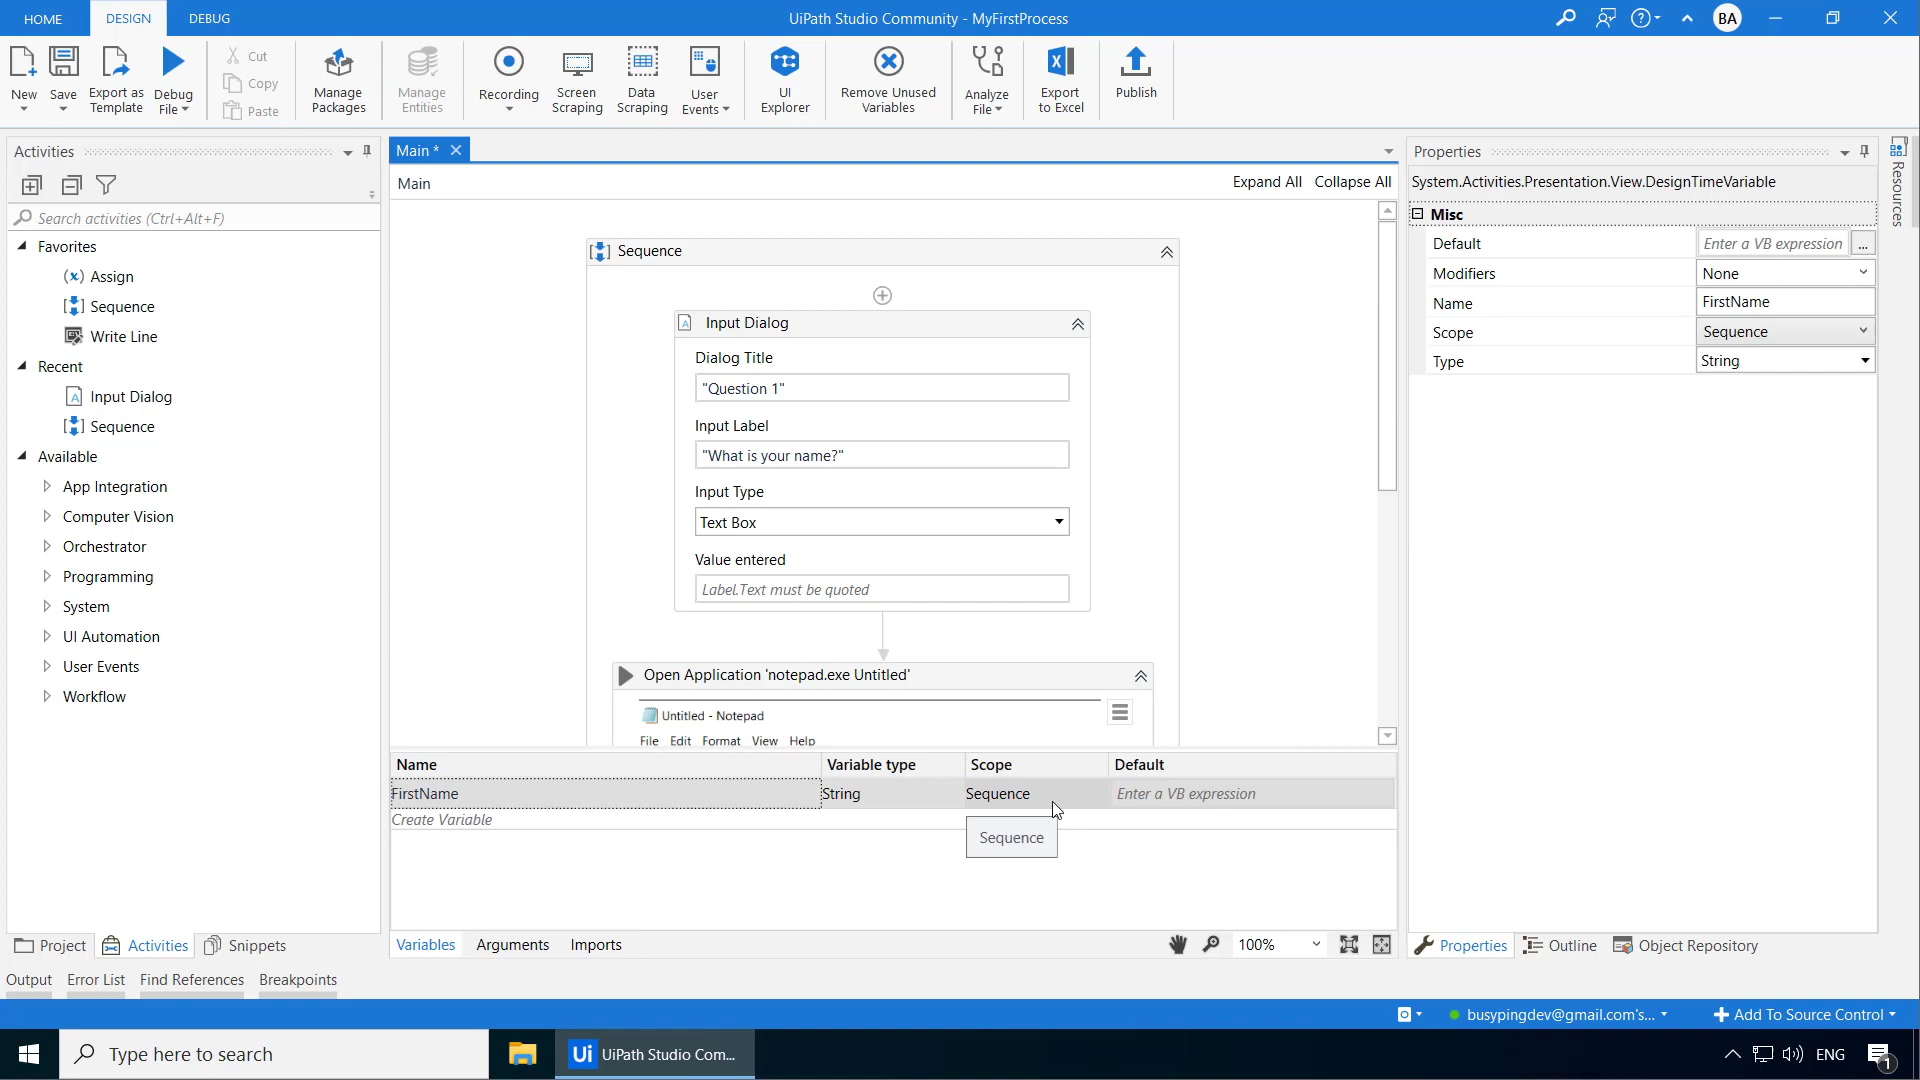 HOME
DESIGN
DEBUG
UiPath Studio Community - MyFirstProcess
BA
New
Save
Export as
Template
Debug
File
Cut
Copy
Paste
Manage
Packages
Manage
Entities
Recording
Screen
Scraping
Data
Scraping
User
Events
UI
Explorer
Remove Unused
Variables
Analyze
File
Export
to Excel
Publish
Activities
Search activities (Ctrl+Alt+F)
Favorites
Assign
Sequence
Write Line
Recent
Input Dialog
Sequence
Available
App Integration
Computer Vision
Orchestrator
Programming
System
UI Automation
User Events
Workflow
Project
Activities
Snippets
Main *
Main
Expand All
Collapse All
Sequence
Input Dialog
Dialog Title
"Question 1"
Input Label
"What is your name?"
Input Type
Text Box
Value entered
Label.Text must be quoted
Open Application 'notepad.exe Untitled'
Untitled - Notepad
File Edit Format View Help
Name Variable type Scope Default
FirstName String Sequence Enter a VB expression
Create Variable
Sequence
Variables
Arguments
Imports
100%
Properties
System.Activities.Presentation.View.DesignTimeVariable
Misc
Default Enter a VB expression ...
Modifiers None
Name FirstName
Scope Sequence
Type String
Resources
Properties
Outline
Object Repository
Output
Error List
Find References
Breakpoints
busypingdev@gmail.com's...
Add To Source Control
Type here to search
Ui UiPath Studio Com...
ENG
1